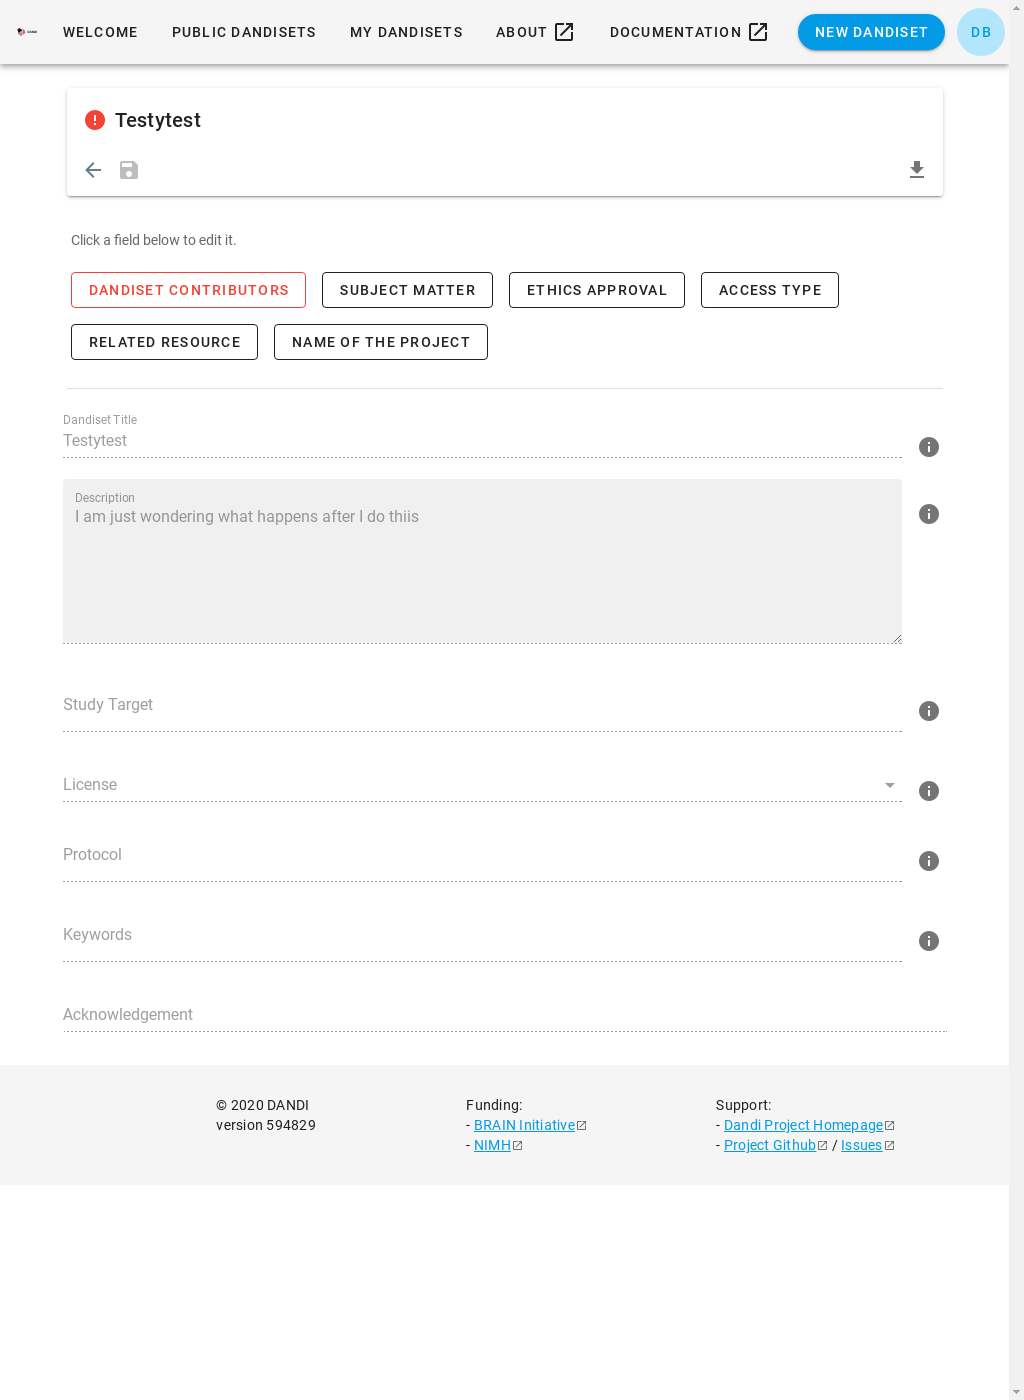 WELCOME PUBLIC DANDISETS MY DANDISETS ABOUT DOCUMENTATION NEW DANDISET DB
Testytest
Click a field below to edit it.
DANDISET CONTRIBUTORS SUBJECT MATTER ETHICS APPROVAL ACCESS TYPE
RELATED RESOURCE NAME OF THE PROJECT
Dandiset Title
Testytest
Description
I am just wondering what happens after I do thiis
Study Target
License
Protocol
Keywords
Acknowledgement
© 2020 DANDI
version 594829
Funding:
- BRAIN Initiative
- NIMH
Support:
- Dandi Project Homepage
- Project Github / Issues